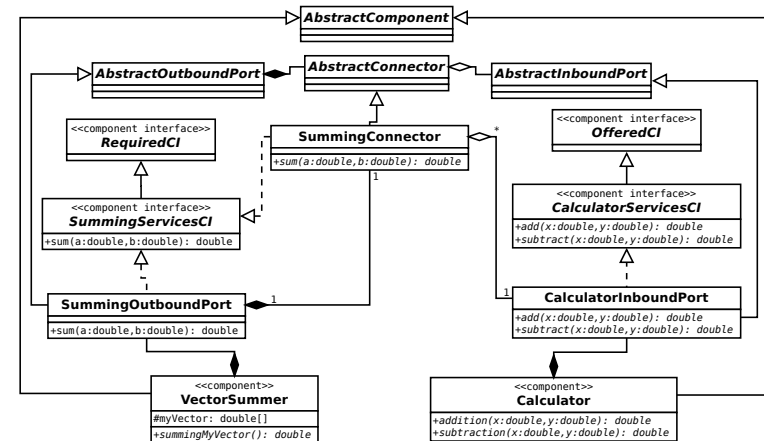 AbstractComponent
AbstractOutboundPort
AbstractConnector
AbstractInboundPort
<<component interface>>
RequiredCI
SummingConnector
+sum(a:double,b:double): double
*
1
<<component interface>>
OfferedCI
<<component interface>>
SummingServicesCI
+sum(a:double,b:double): double
<<component interface>>
CalculatorServicesCI
+add(x:double,y:double): double
+subtract(x:double,y:double): double
SummingOutboundPort
+sum(a:double,b:double): double
1
1
CalculatorInboundPort
+add(x:double,y:double): double
+subtract(x:double,y:double): double
<<component>>
VectorSummer
#myVector: double[]
+summingMyVector(): double
<<component>>
Calculator
+addition(x:double,y:double): double
+subtraction(x:double,y:double): double